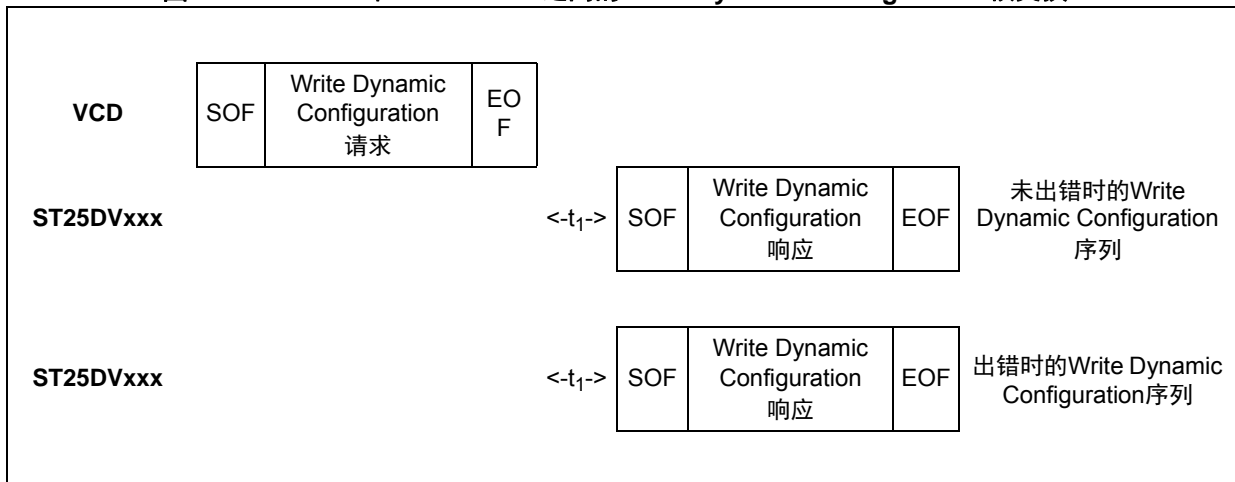 VCD
SOF
Write Dynamic
Configuration
请求
EO
F
ST25DVxxx
<-t1->
SOF
Write Dynamic
Configuration
响应
EOF
未出错时的Write
Dynamic Configuration
序列
ST25DVxxx
<-t1->
SOF
Write Dynamic
Configuration
响应
EOF
出错时的Write Dynamic
Configuration序列